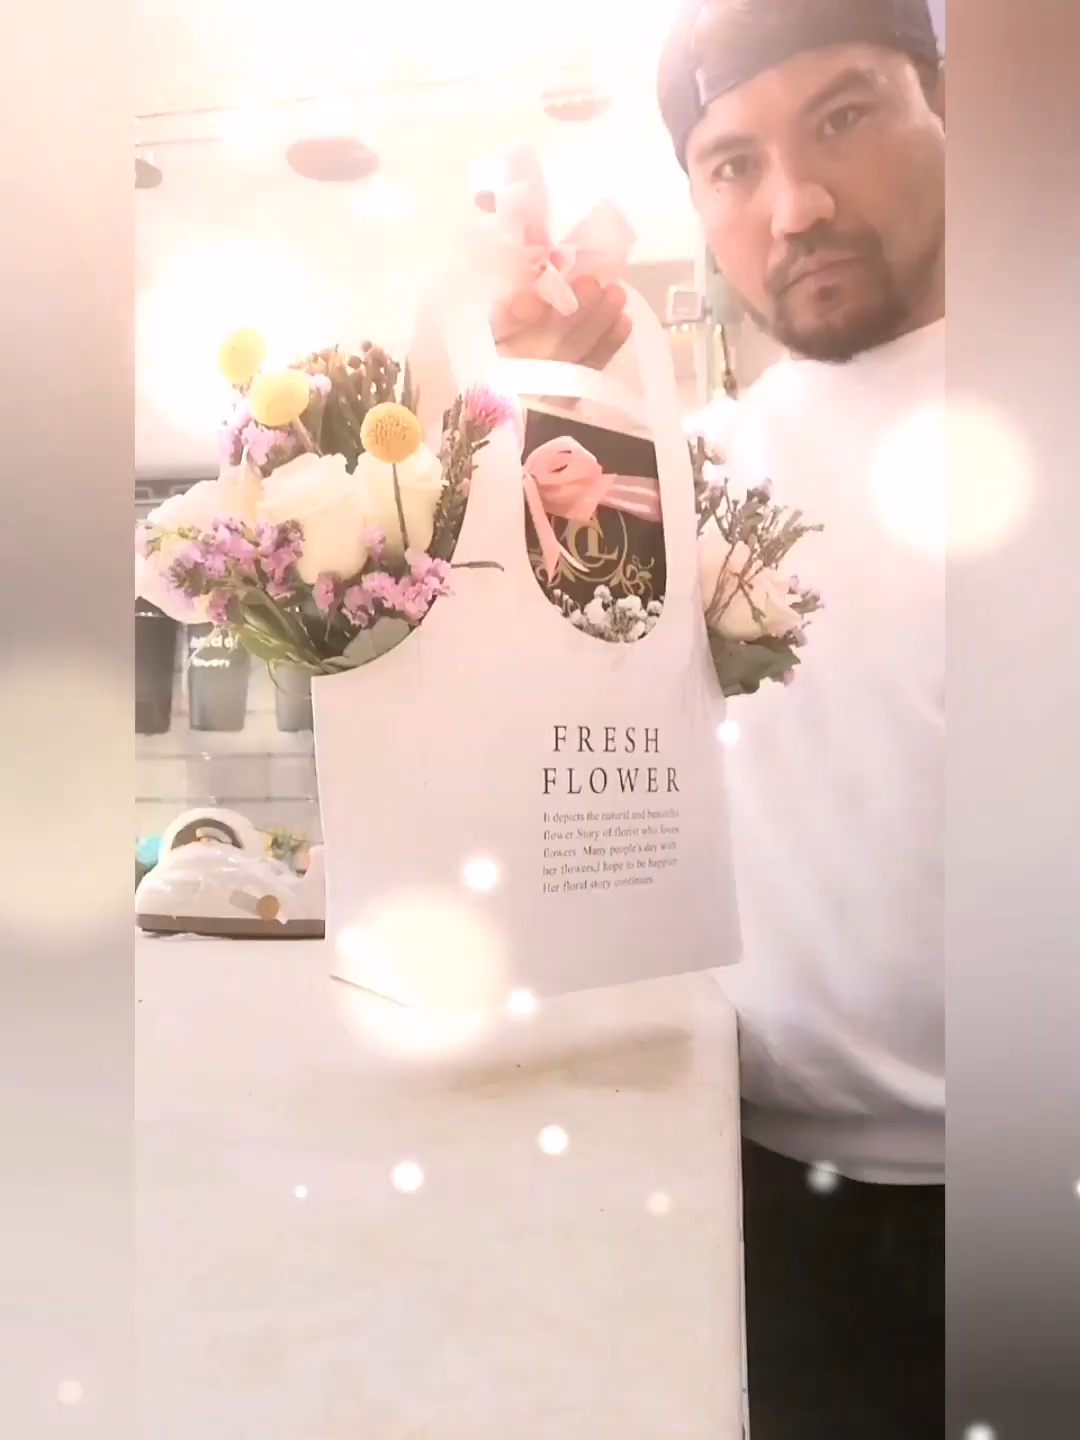 FRESH
FLOWER
It depicts the natural and beautiful
flower Story of florist who loves
flowers. Many people's day with
her flowers,I hope to be happier
Her floral story continues.